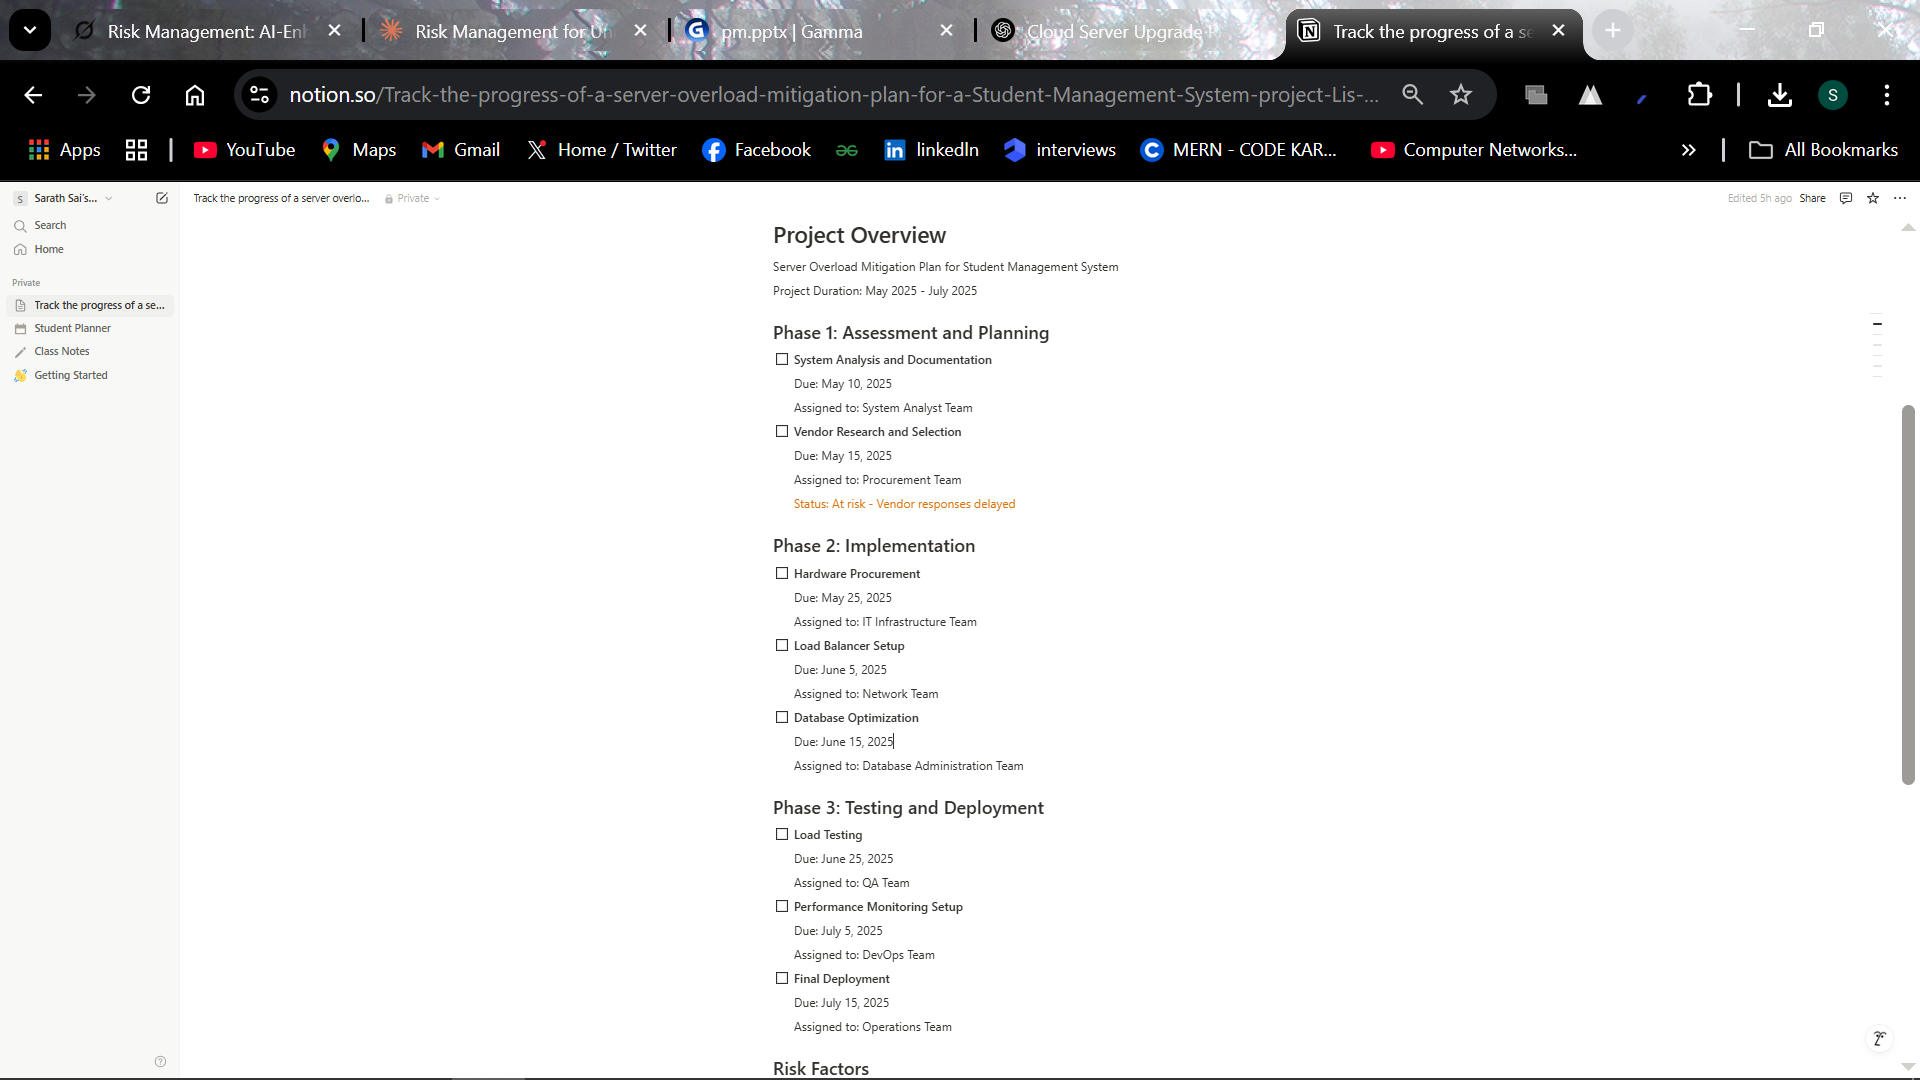 Risk Management: AI-Enl
Risk Management for Un
pm.pptx | Gamma
Cloud Server Upgrade
Track the progress of a se
notion.so/Track-the-progress-of-a-server-overload-mitigation-plan-for-a-Student-Management-System-project-Lis-...
S
Apps
YouTube
Maps
Gmail
Home / Twitter
Facebook
linkedIn
interviews
MERN - CODE KAR...
Computer Networks...
All Bookmarks
S Sarath Sai's...
Track the progress of a server overlo...
Private
Edited 5h ago
Share
Search
Home
Private
Track the progress of a se...
Student Planner
Class Notes
Getting Started
Project Overview
Server Overload Mitigation Plan for Student Management System
Project Duration: May 2025 - July 2025
Phase 1: Assessment and Planning
System Analysis and Documentation
Due: May 10, 2025
Assigned to: System Analyst Team
Vendor Research and Selection
Due: May 15, 2025
Assigned to: Procurement Team
Status: At risk - Vendor responses delayed
Phase 2: Implementation
Hardware Procurement
Due: May 25, 2025
Assigned to: IT Infrastructure Team
Load Balancer Setup
Due: June 5, 2025
Assigned to: Network Team
Database Optimization
Due: June 15, 2025
Assigned to: Database Administration Team
Phase 3: Testing and Deployment
Load Testing
Due: June 25, 2025
Assigned to: QA Team
Performance Monitoring Setup
Due: July 5, 2025
Assigned to: DevOps Team
Final Deployment
Due: July 15, 2025
Assigned to: Operations Team
Risk Factors